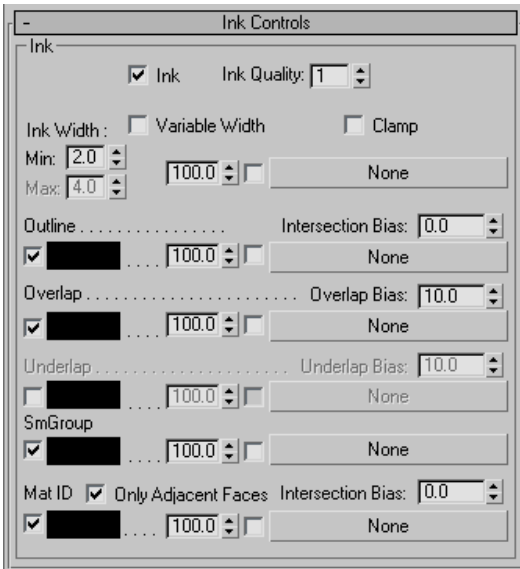 - Ink Controls
Ink
Ink Ink Quality: 1
Ink Width : Variable Width Clamp
Min: 2.0
100.0 None
Max: 4.0
Outline . . . . . . . . . . . . . . . . Intersection Bias: 0.0
. . . . 100.0 None
Overlap . . . . . . . . . . . . . . . . . . . . . . . Overlap Bias: 10.0
. . . . 100.0 None
Underlap . . . . . . . . . . . . . . . . . . . . . Underlap Bias: 10.0
. . . . 100.0 None
SmGroup
. . . . 100.0 None
Mat ID Only Adjacent Faces Intersection Bias: 0.0
. . . . 100.0 None